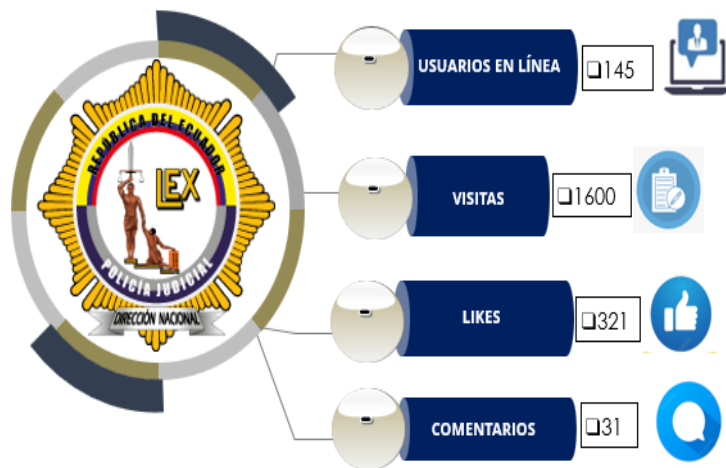 REPÚBLICA DEL ECUADOR
LEX
POLICÍA JUDICIAL
DIRECCIÓN NACIONAL
USUARIOS EN LÍNEA
❑145
VISITAS
❑1600
LIKES
❑321
COMENTARIOS
❑31